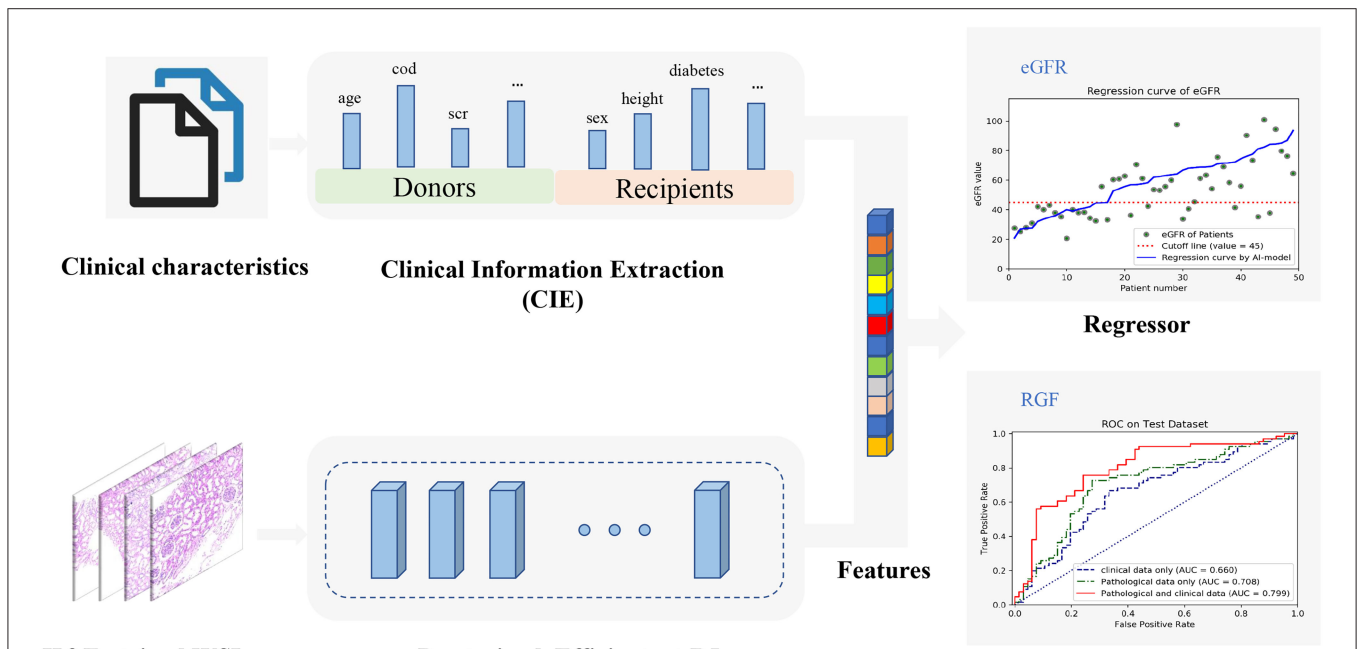 age
cod
scr
...
sex
height
diabetes
...
Donors
Recipients
Clinical characteristics
Clinical Information Extraction
(CIE)
Features
eGFR
Regression curve of eGFR
eGFR value
100
80
60
40
20
0
eGFR of Patients
Cutoff line (value = 45)
Regression curve by AI-model
0 10 20 30 40 50
Patient number
Regressor
RGF
ROC on Test Dataset
True Positive Rate
1.0
0.8
0.6
0.4
0.2
0.0
clinical data only (AUC = 0.660)
Pathological data only (AUC = 0.708)
Pathological and clinical data (AUC = 0.799)
0.0 0.2 0.4 0.6 0.8 1.0
False Positive Rate